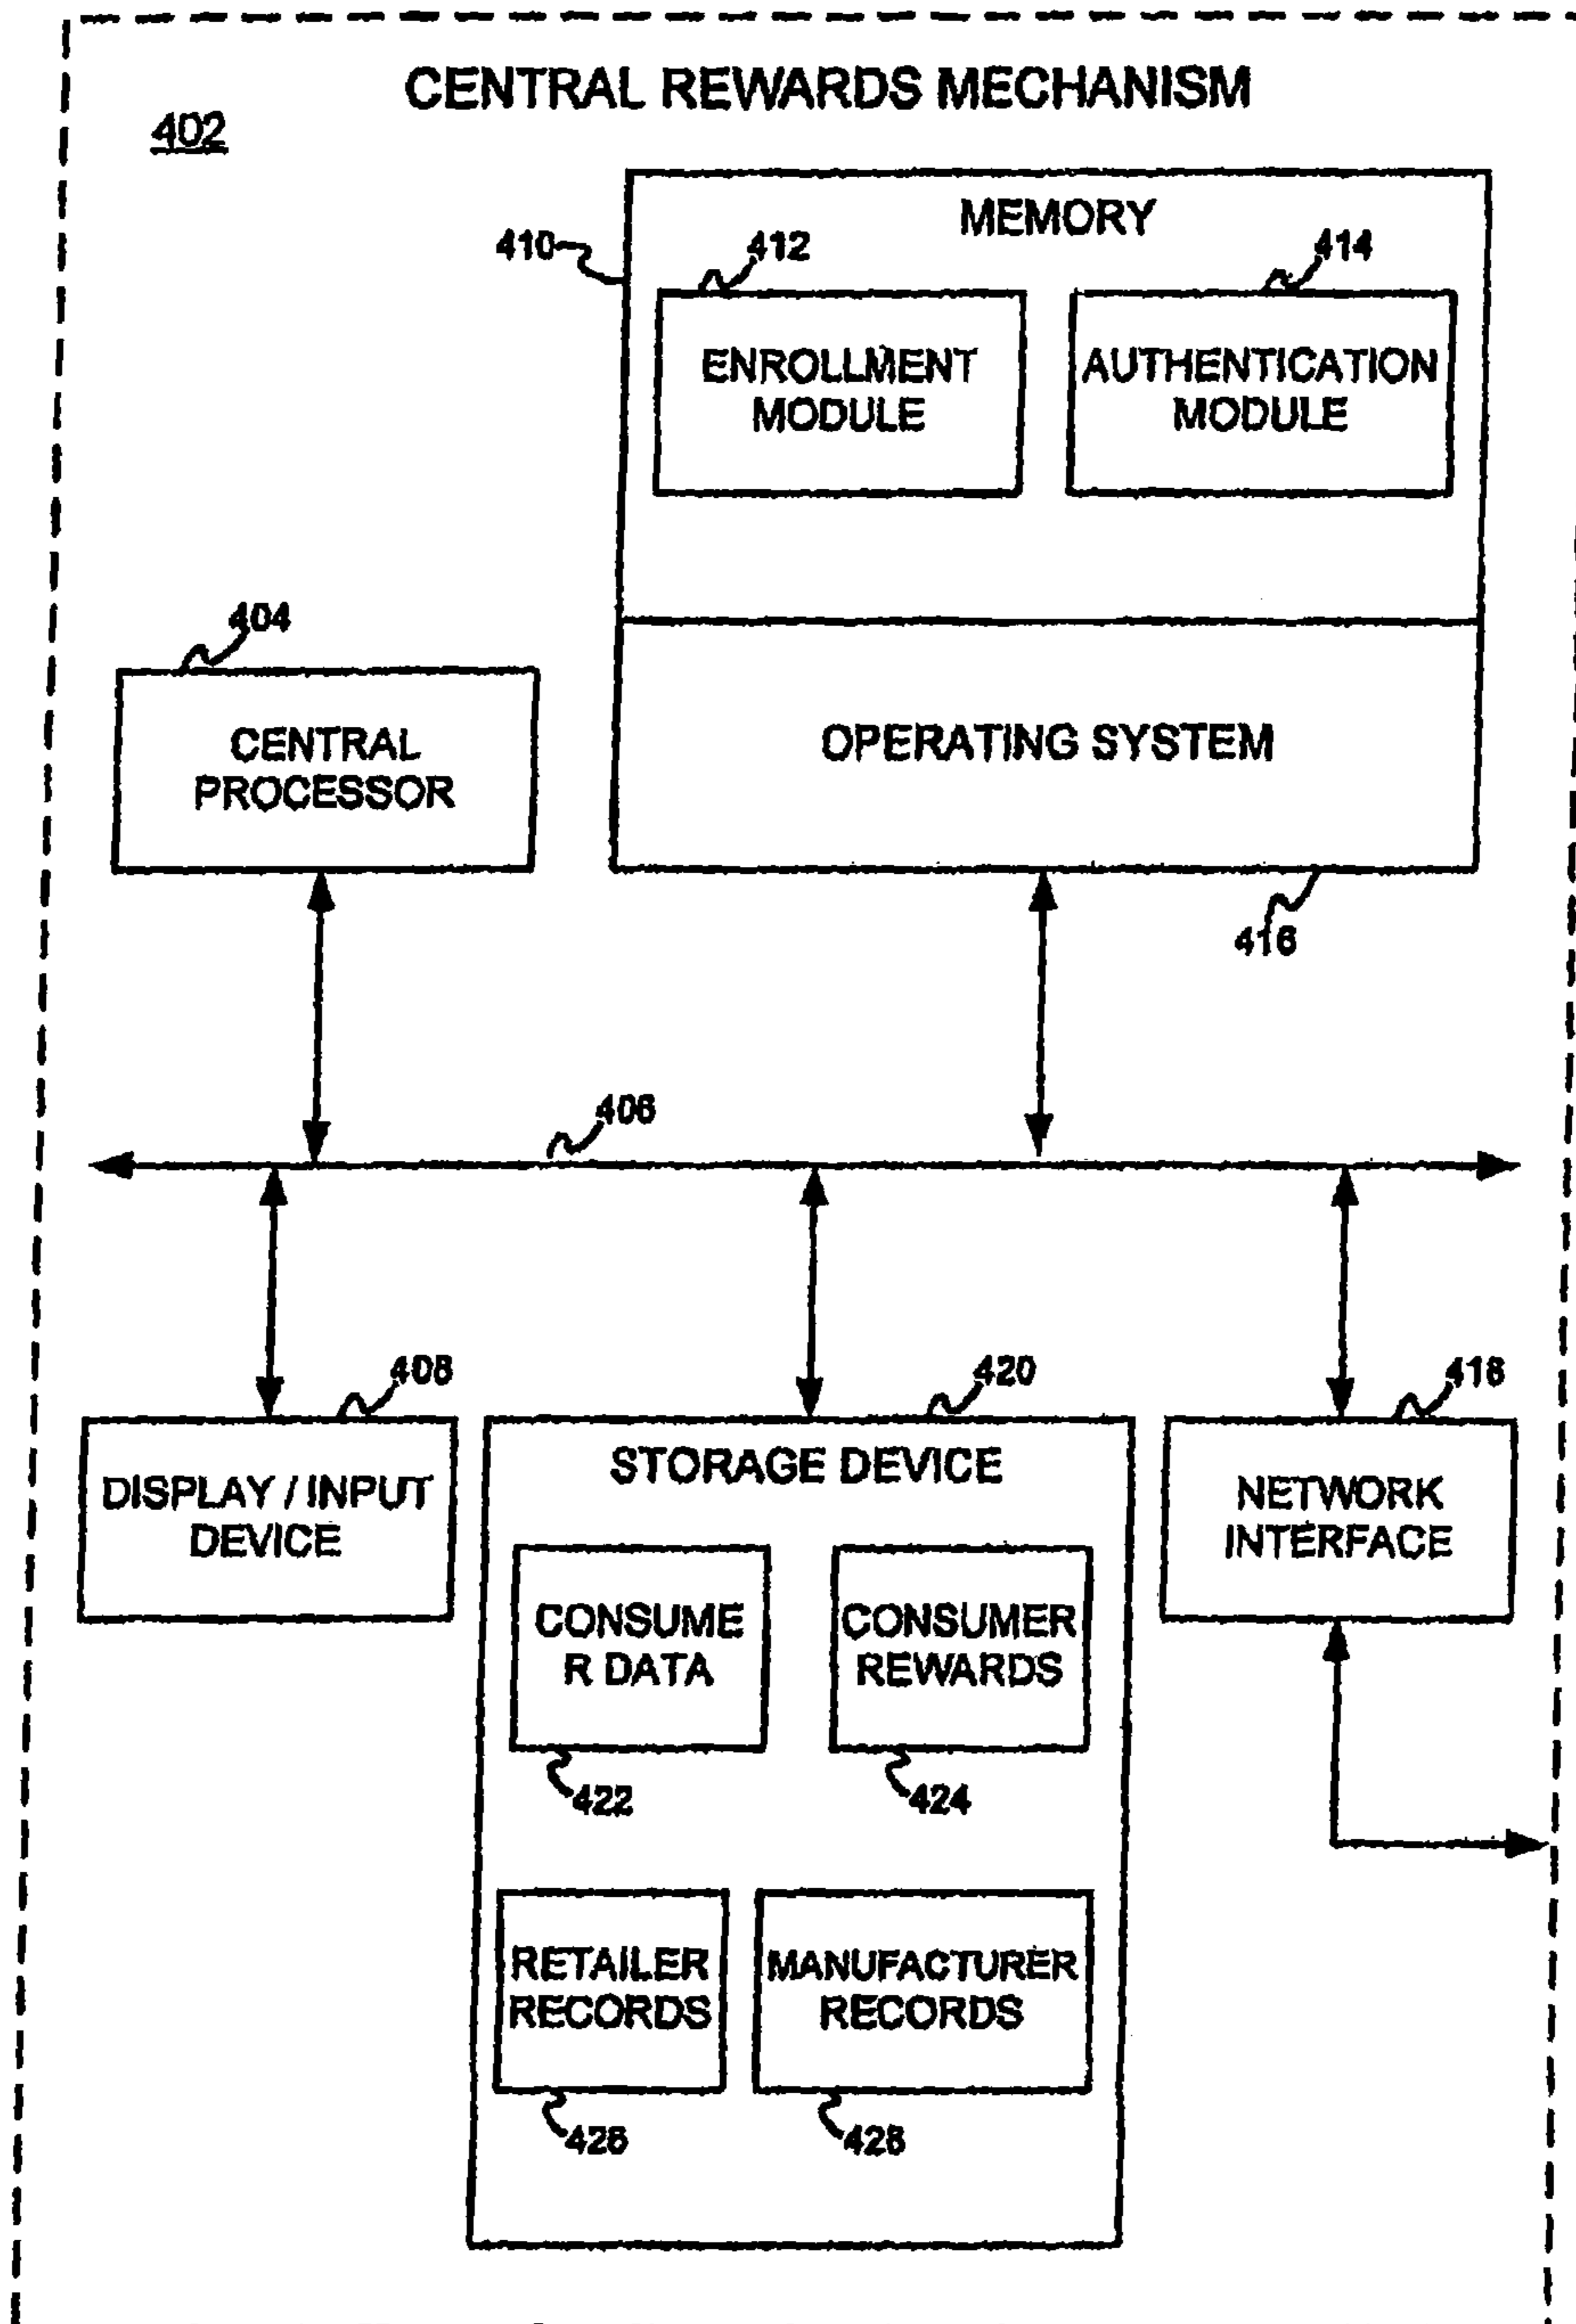 CENTRAL REWARDS MECHANISM
402
MEMORY
410
412
414
ENROLLMENT
MODULE
AUTHENTICATION
MODULE
404
CENTRAL
PROCESSOR
OPERATING SYSTEM
416
406
408
420
418
DISPLAY / INPUT
DEVICE
STORAGE DEVICE
NETWORK
INTERFACE
CONSUME
R DATA
CONSUMER
REWARDS
422
424
RETAILER
RECORDS
MANUFACTURER
RECORDS
426
428